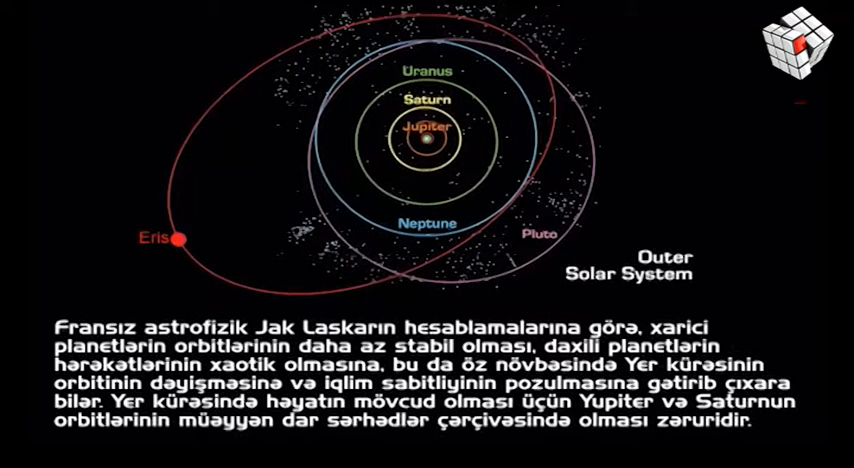 Uranus
Saturn
Jupiter
Neptune
Eris
Pluto
Outer
Solar System
Fransız astrofizik Jak Laskarın hesablamalarına görə, xarici
planetlərin orbitlərinin daha az stabil olması, daxili planetlərin
hərəkətlərinin xaotik olmasına, bu da öz növbəsində Yer kürəsinin
orbitinin dəyişməsinə və iqlim sabitliyinin pozulmasına gətirib çıxara
bilər. Yer kürəsində həyatın mövcud olması üçün Yupiter və Saturnun
orbitlərinin müəyyən dar sərhədlər çərçivəsində olması zəruridir.